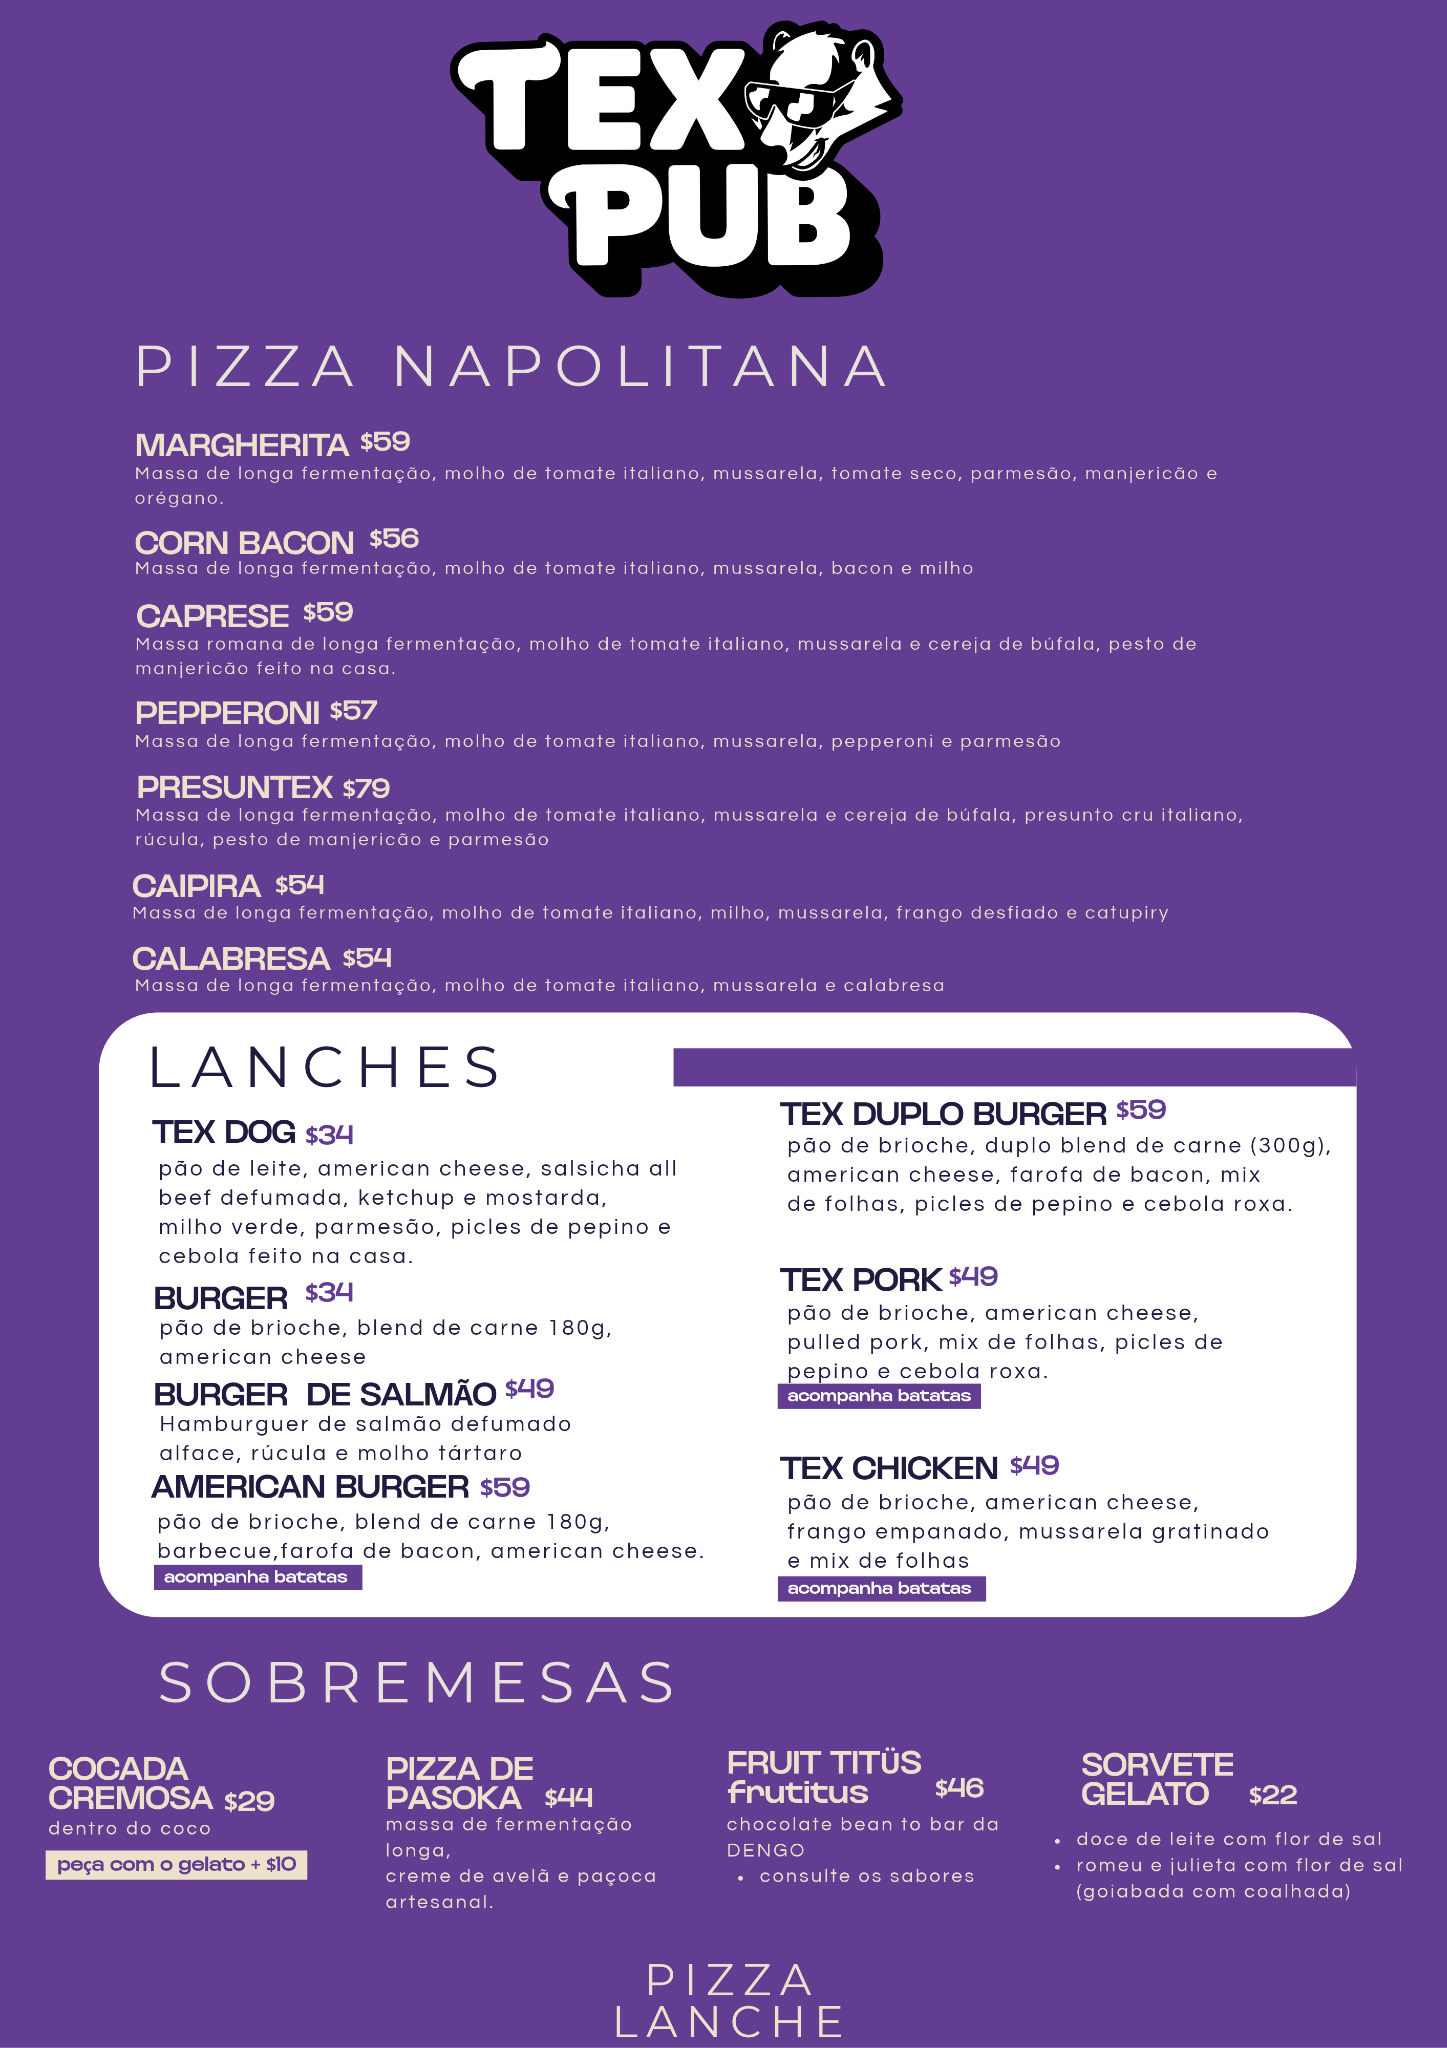 TEX
PUB
PIZZA NAPOLITANA
MARGHERITA $59
Massa de longa fermentação, molho de tomate italiano, mussarela, tomate seco, parmesão, manjericão e
orégano.
CORN BACON $56
Massa de longa fermentação, molho de tomate italiano, mussarela, bacon e milho
CAPRESE $59
Massa romana de longa fermentação, molho de tomate italiano, mussarela e cereja de búfala, pesto de
manjericão feito na casa.
PEPPERONI $57
Massa de longa fermentação, molho de tomate italiano, mussarela, pepperoni e parmesão
PRESUNTEX $79
Massa de longa fermentação, molho de tomate italiano, mussarela e cereja de búfala, presunto cru italiano,
rúcula, pesto de manjericão e parmesão
CAIPIRA $54
Massa de longa fermentação, molho de tomate italiano, milho, mussarela, frango desfiado e catupiry
CALABRESA $54
Massa de longa fermentação, molho de tomate italiano, mussarela e calabresa
LANCHES
TEX DOG $34
pão de leite, american cheese, salsicha all
beef defumada, ketchup e mostarda,
milho verde, parmesão, picles de pepino e
cebola feito na casa.
BURGER $34
pão de brioche, blend de carne 180g,
american cheese
BURGER DE SALMÃO $49
Hamburguer de salmão defumado
alface, rúcula e molho tártaro
AMERICAN BURGER $59
pão de brioche, blend de carne 180g,
barbecue,farofa de bacon, american cheese.
acompanha batatas
TEX DUPLO BURGER $59
pão de brioche, duplo blend de carne (300g),
american cheese, farofa de bacon, mix
de folhas, picles de pepino e cebola roxa.
TEX PORK $49
pão de brioche, american cheese,
pulled pork, mix de folhas, picles de
pepino e cebola roxa.
acompanha batatas
TEX CHICKEN $49
pão de brioche, american cheese,
frango empanado, mussarela gratinado
e mix de folhas
acompanha batatas
SOBREMESAS
COCADA
CREMOSA $29
dentro do coco
peça com o gelato + $10
PIZZA DE
PASOKA $44
massa de fermentação
longa,
creme de avelã e paçoca
artesanal.
FRUIT TITÜS
frutitus $46
chocolate bean to bar da
DENGO
• consulte os sabores
SORVETE
GELATO $22
• doce de leite com flor de sal
• romeu e julieta com flor de sal
(goiabada com coalhada)
PIZZA
LANCHE